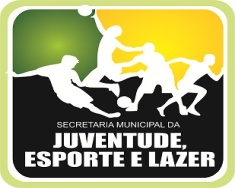 SECRETARIA MUNICIPAL DA
JUVENTUDE,
ESPORTE E LAZER